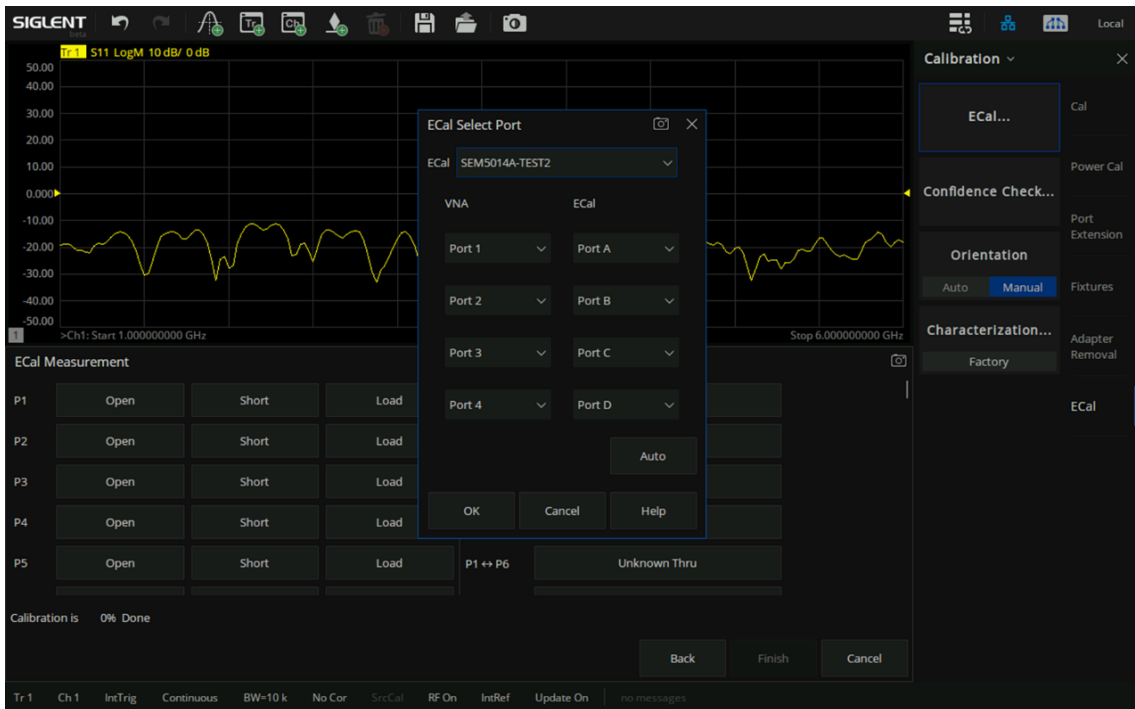 SIGLENT
beta
Tr
Ch
Local
Tr 1 S11 LogM 10 dB/ 0 dB
50.00
40.00
30.00
20.00
10.00
0.000
-10.00
-20.00
-30.00
-40.00
-50.00
1 >Ch1: Start 1.000000000 GHz
Stop 6.000000000 GHz
ECal Select Port
ECal SEM5014A-TEST2
VNA ECal
Port 1 Port A
Port 2 Port B
Port 3 Port C
Port 4 Port D
Auto
OK Cancel Help
ECal Measurement
P1 Open Short Load
P2 Open Short Load
P3 Open Short Load
P4 Open Short Load
P5 Open Short Load P1 ↔ P6 Unknown Thru
Calibration is 0% Done
Back Finish Cancel
Calibration
ECal...
Confidence Check...
Orientation
Auto Manual
Characterization...
Factory
Cal
Power Cal
Port
Extension
Fixtures
Adapter
Removal
ECal
Tr 1 Ch 1 IntTrig Continuous BW=10 k No Cor SrcCal RF On IntRef Update On no messages